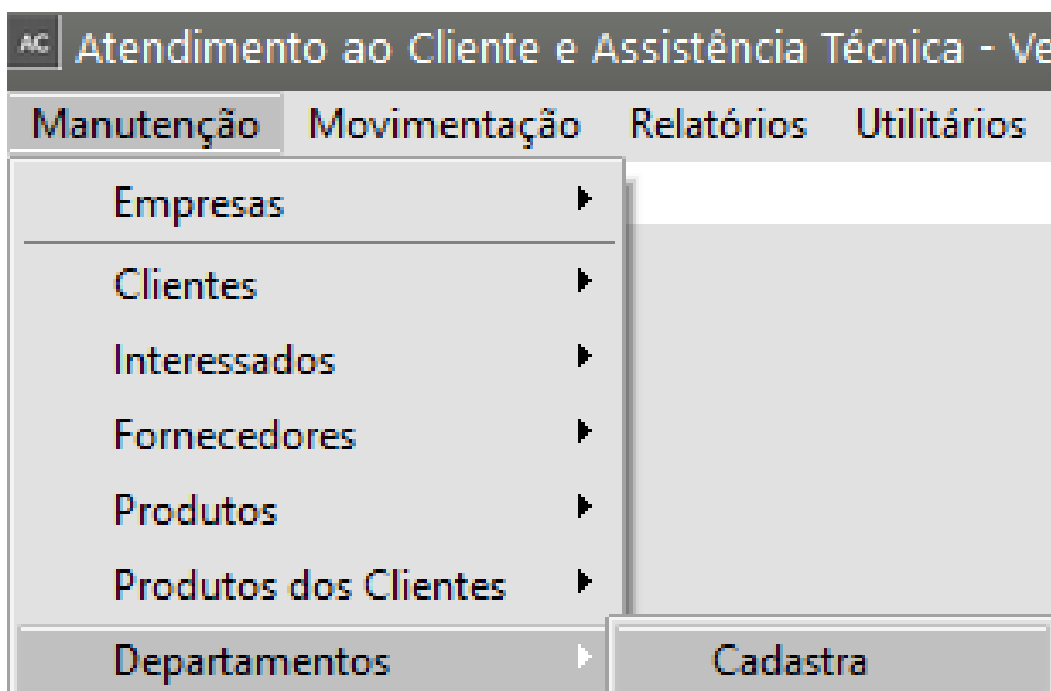 AC Atendimento ao Cliente e Assistência Técnica - Ve
Manutenção Movimentação Relatórios Utilitários
Empresas
Clientes
Interessados
Fornecedores
Produtos
Produtos dos Clientes
Departamentos Cadastra